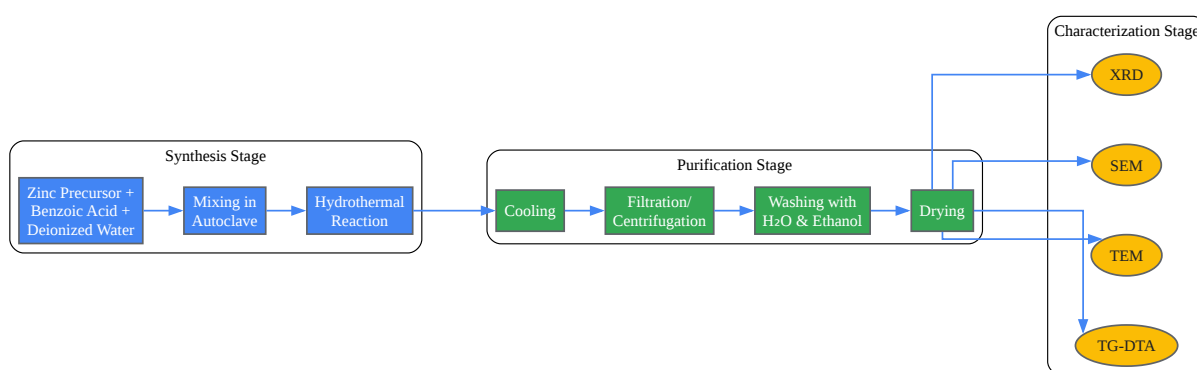 Synthesis Stage
Zinc Precursor +
Benzoic Acid +
Deionized Water
Mixing in
Autoclave
Hydrothermal
Reaction
Purification Stage
Cooling
Filtration/
Centrifugation
Washing with
H₂O & Ethanol
Drying
Characterization Stage
XRD
SEM
TEM
TG-DTA